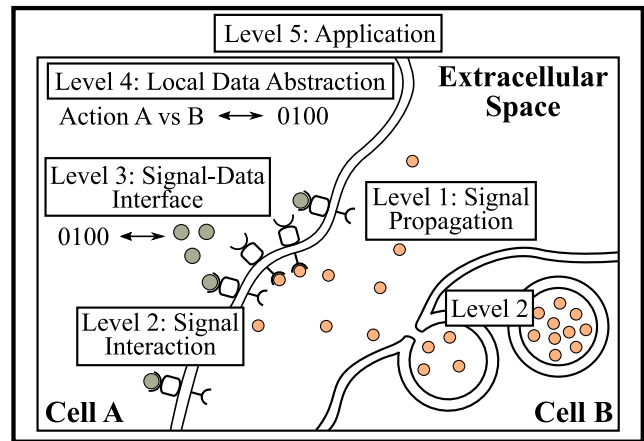 Level 5: Application
Level 4: Local Data Abstraction
Action A vs B ⟷ 0100
Extracellular
Space
Level 3: Signal-Data
Interface
0100 ⟷
Level 1: Signal
Propagation
Level 2: Signal
Interaction
Level 2
Cell A
Cell B